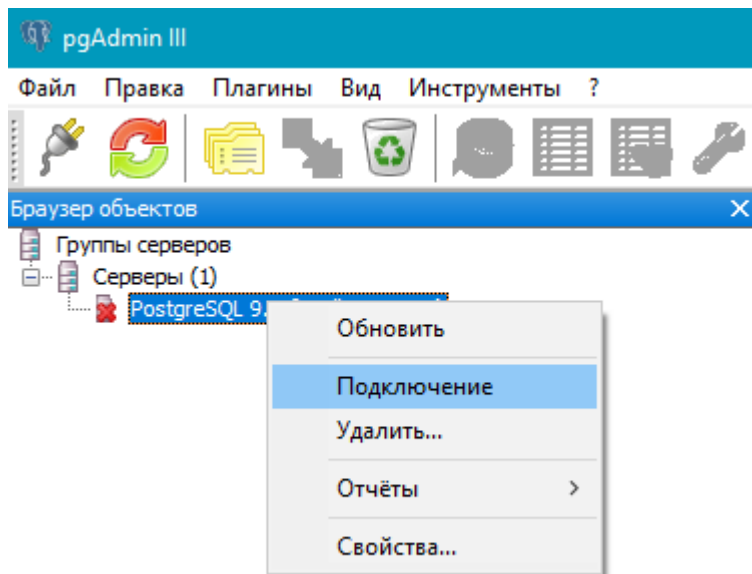 pgAdmin III
Файл Правка Плагины Вид Инструменты ?
Браузер объектов
Группы серверов
Серверы (1)
PostgreSQL 9.
Обновить
Подключение
Удалить...
Отчёты
Свойства...